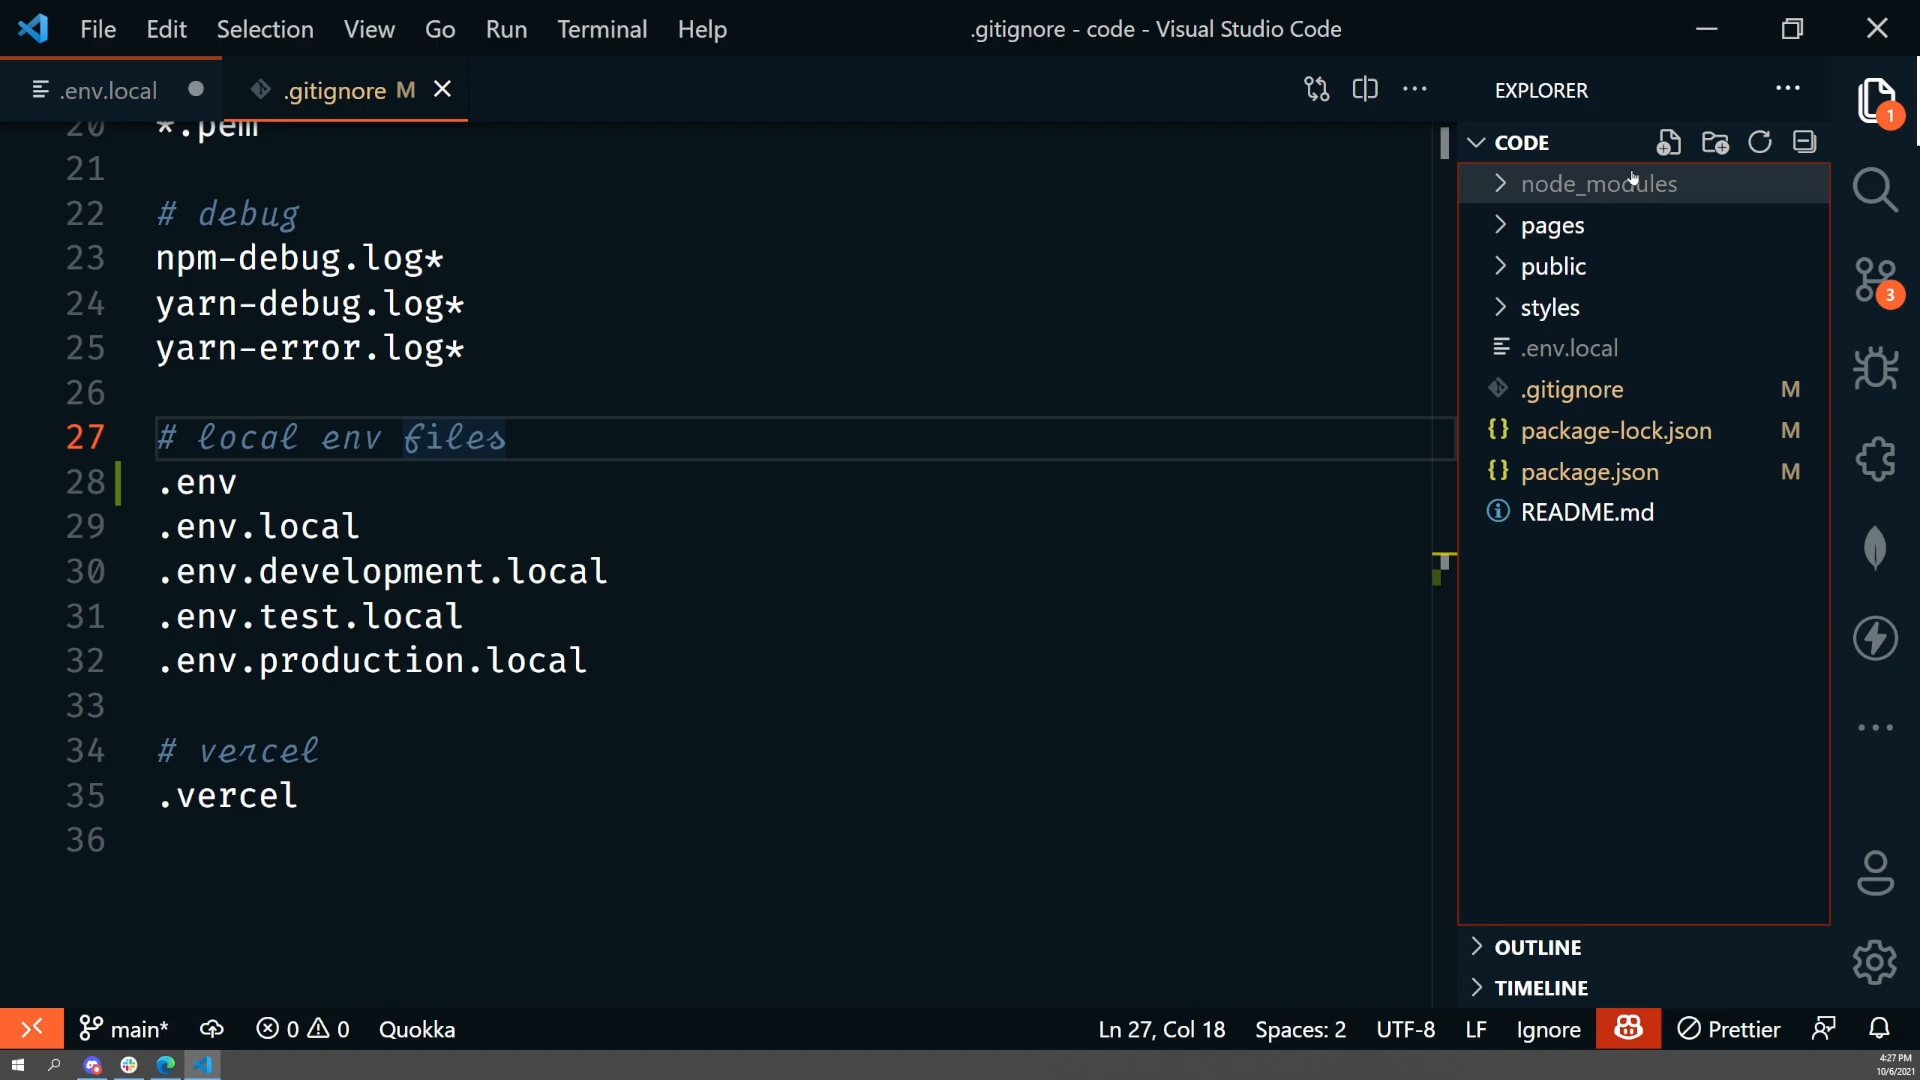 File Edit Selection View Go Run Terminal Help .gitignore - code - Visual Studio Code
.env.local .gitignore M
EXPLORER
1
CODE
20 *.pem
21
22 # debug
23 npm-debug.log*
24 yarn-debug.log*
25 yarn-error.log*
26
27 # local env files
28 .env
29 .env.local
30 .env.development.local
31 .env.test.local
32 .env.production.local
33
34 # vercel
35 .vercel
36
node_modules
pages
public
styles
.env.local
.gitignore M
package-lock.json M
package.json M
README.md
3
OUTLINE
TIMELINE
main* 0 0 Quokka Ln 27, Col 18 Spaces: 2 UTF-8 LF Ignore Prettier
4:27 PM
10/6/2021